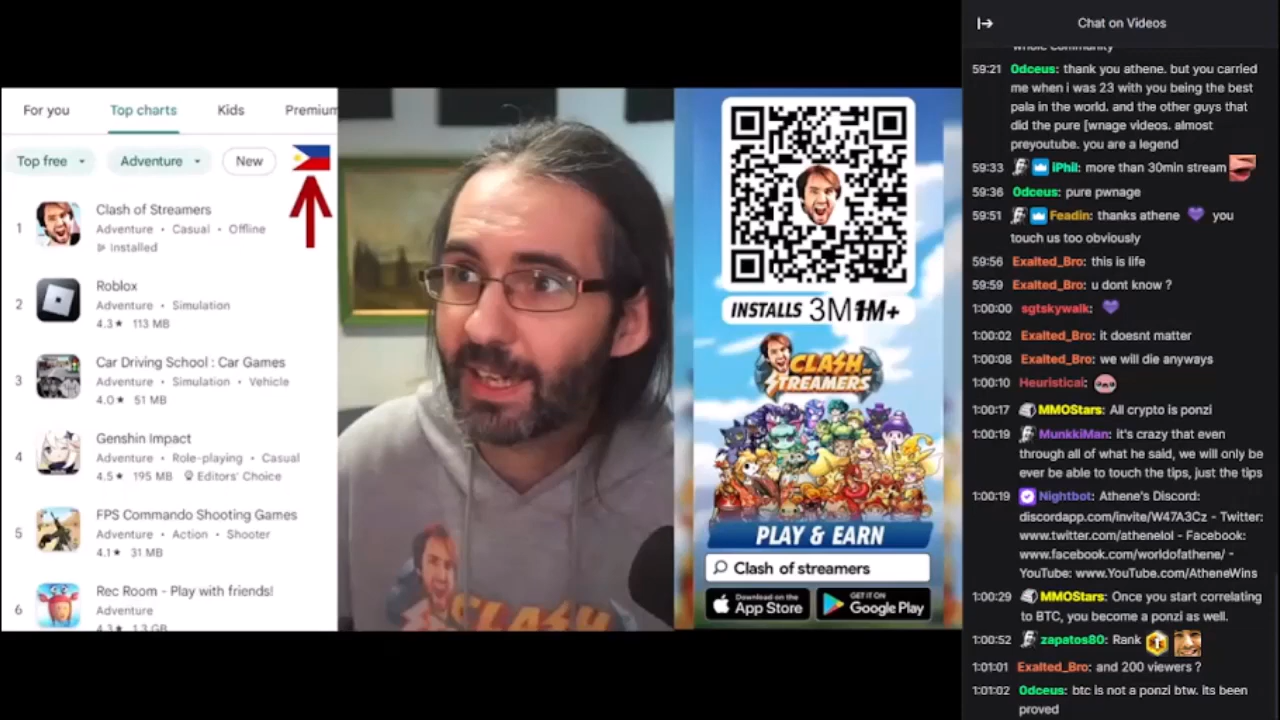 For you Top charts Kids Premium
Top free Adventure New
1 Clash of Streamers
Adventure • Casual • Offline
Installed
2 Roblox
Adventure • Simulation
4.3★ 113 MB
3 Car Driving School : Car Games
Adventure • Simulation • Vehicle
4.0★ 51 MB
4 Genshin Impact
Adventure • Role-playing • Casual
4.5★ 195 MB Editors' Choice
5 FPS Commando Shooting Games
Adventure • Action • Shooter
4.1★ 31 MB
6 Rec Room - Play with friends!
Adventure
4.3★ 1.3 GB
CLASH
INSTALLS 3M 1M+
CLASH OF
STREAMERS
PLAY & EARN
Clash of streamers
Download on the
App Store
GET IT ON
Google Play
Chat on Videos
whole Community
59:21 0dceus: thank you athene. but you carried
me when i was 23 with you being the best
pala in the world. and the other guys that
did the pure [wnage videos. almost
preyoutube. you are a legend
59:33 iPhil: more than 30min stream
59:36 0dceus: pure pwnage
59:51 Feadin: thanks athene 💜 you
touch us too obviously
59:56 Exalted_Bro: this is life
59:59 Exalted_Bro: u dont know ?
1:00:00 sgtskywalk: 💜
1:00:02 Exalted_Bro: it doesnt matter
1:00:08 Exalted_Bro: we will die anyways
1:00:10 Heuristicai:
1:00:17 MMOStars: All crypto is ponzi
1:00:19 MunkkiMan: it's crazy that even
through all of what he said, we will only be
ever be able to touch the tips, just the tips
1:00:19 Nightbot: Athene's Discord:
discordapp.com/invite/W47A3Cz - Twitter:
www.twitter.com/athenelol - Facebook:
www.facebook.com/worldofathene/ -
YouTube: www.YouTube.com/AtheneWins
1:00:29 MMOStars: Once you start correlating
to BTC, you become a ponzi as well.
1:00:52 zapatos80: Rank
1:01:01 Exalted_Bro: and 200 viewers ?
1:01:02 0dceus: btc is not a ponzi btw. Its been
proved